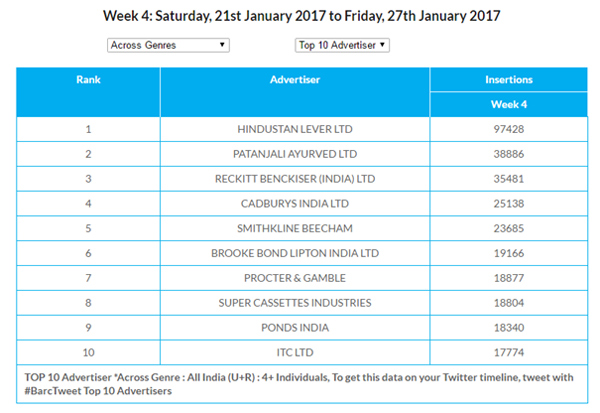 Week 4: Saturday, 21st January 2017 to Friday, 27th January 2017
Across Genres Top 10 Advertiser
Rank Advertiser Insertions
Week 4
1 HINDUSTAN LEVER LTD 97428
2 PATANJALI AYURVED LTD 38886
3 RECKITT BENCKISER (INDIA) LTD 35481
4 CADBURYS INDIA LTD 25138
5 SMITHKLINE BEECHAM 23685
6 BROOKE BOND LIPTON INDIA LTD 19166
7 PROCTER & GAMBLE 18877
8 SUPER CASSETTES INDUSTRIES 18804
9 PONDS INDIA 18340
10 ITC LTD 17774
TOP 10 Advertiser *Across Genre : All India (U+R) : 4+ Individuals, To get this data on your Twitter timeline, tweet with
#BarcTweet Top 10 Advertisers